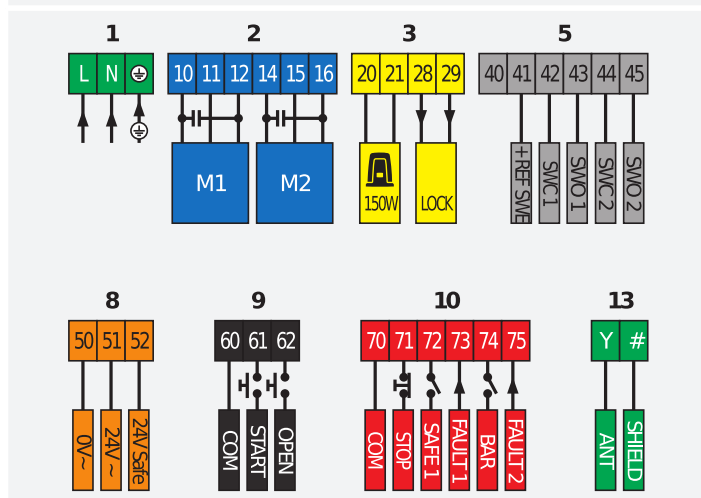 1 2 3 5
L N
10 11 12 14 15 16
20 21 28 29
40 41 42 43 44 45
M1 M2
150W
LOCK
+REF SWE
SWC 1
SWO 1
SWC 2
SWO 2
8 9 10 13
50 51 52
60 61 62
70 71 72 73 74 75
Y #
0V~
24V ~
24V Safe
COM
START
OPEN
COM
STOP
SAFE 1
FAULT 1
BAR
FAULT 2
ANT
SHIELD